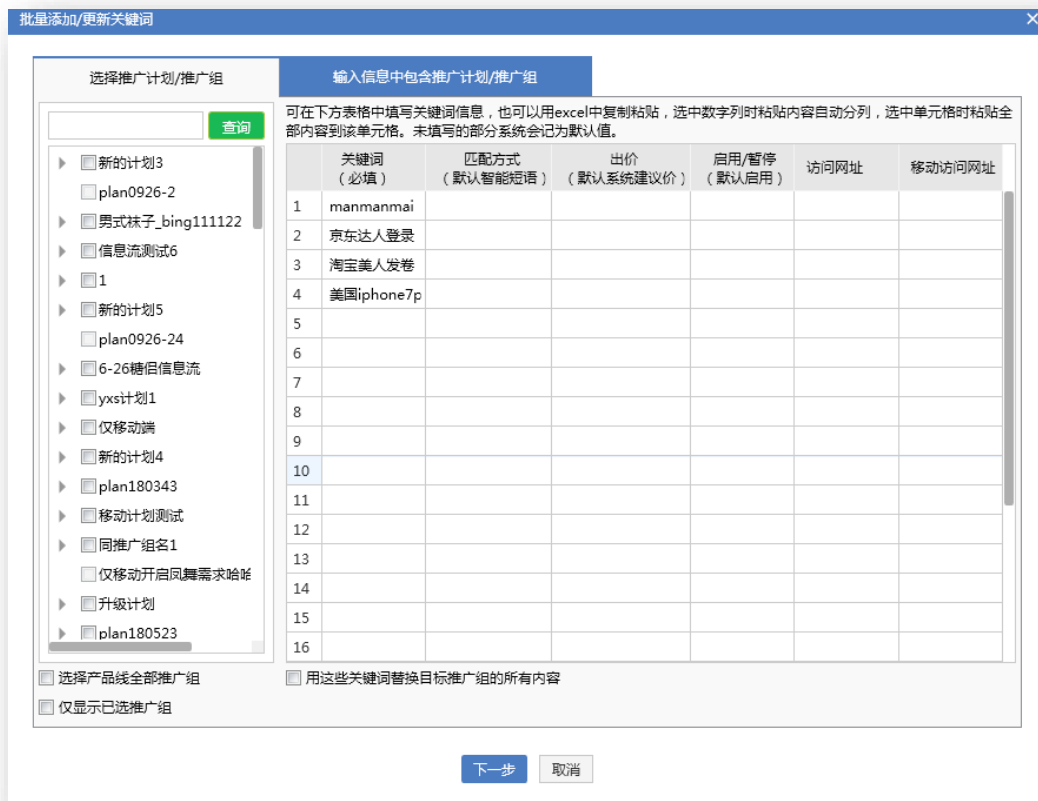 批量添加/更新关键词
选择推广计划/推广组
输入信息中包含推广计划/推广组
查询
新的计划3
plan0926-2
男式袜子_bing111122
信息流测试6
1
新的计划5
plan0926-24
6-26糖侣信息流
yxs计划1
仅移动端
新的计划4
plan180343
移动计划测试
同推广组名1
仅移动开启凤舞需求哈哈
升级计划
plan180523
选择产品线全部推广组
仅显示已选推广组
可在下方表格中填写关键词信息，也可以用excel中复制粘贴，选中数字列时粘贴内容自动分列，选中单元格时粘贴全
部内容到该单元格。未填写的部分系统会记为默认值。
关键词 匹配方式 出价 启用/暂停 访问网址 移动访问网址
（必填） （默认智能短语） （默认系统建议价） （默认启用）
1 manmanmai
2 京东达人登录
3 淘宝美人发卷
4 美国iphone7p
5
6
7
8
9
10
11
12
13
14
15
16
用这些关键词替换目标推广组的所有内容
下一步
取消